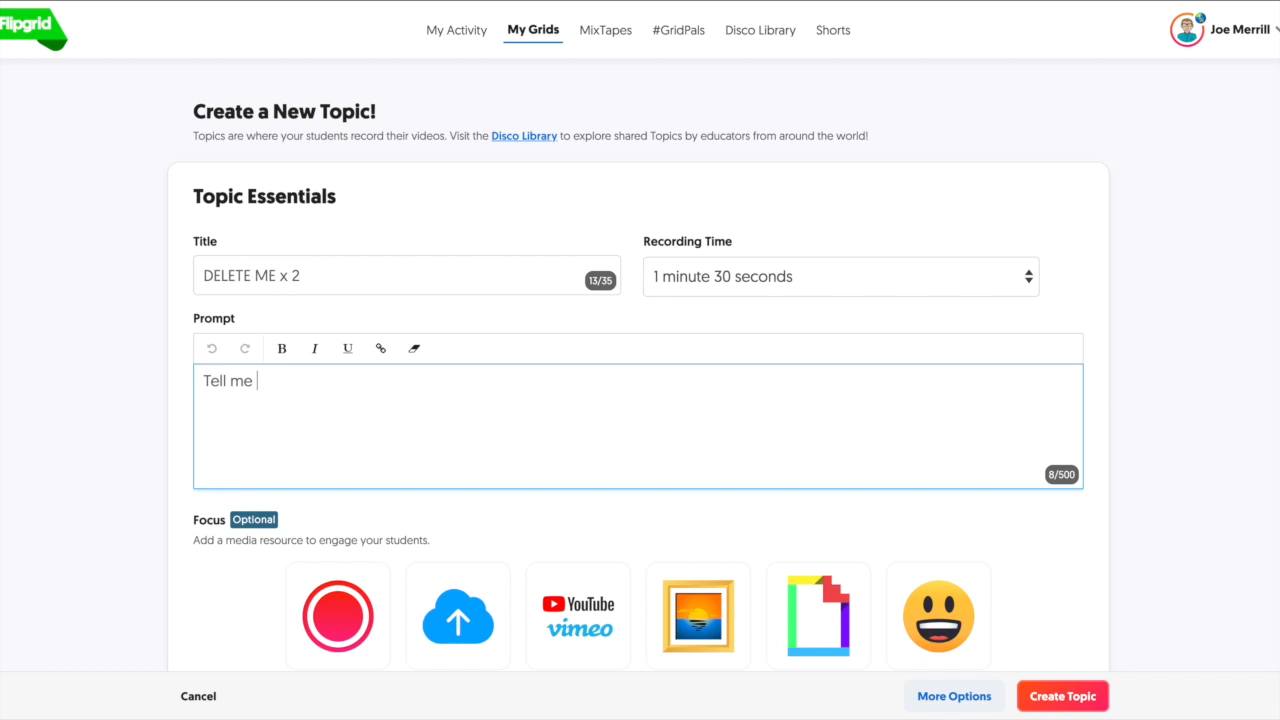 Flipgrid
My Activity My Grids MixTapes #GridPals Disco Library Shorts
Joe Merrill
Create a New Topic!
Topics are where your students record their videos. Visit the Disco Library to explore shared Topics by educators from around the world!
Topic Essentials
Title
Recording Time
DELETE ME x 2
13/35
1 minute 30 seconds
Prompt
B I U
Tell me
8/500
Focus Optional
Add a media resource to engage your students.
YouTube
vimeo
Cancel
More Options
Create Topic